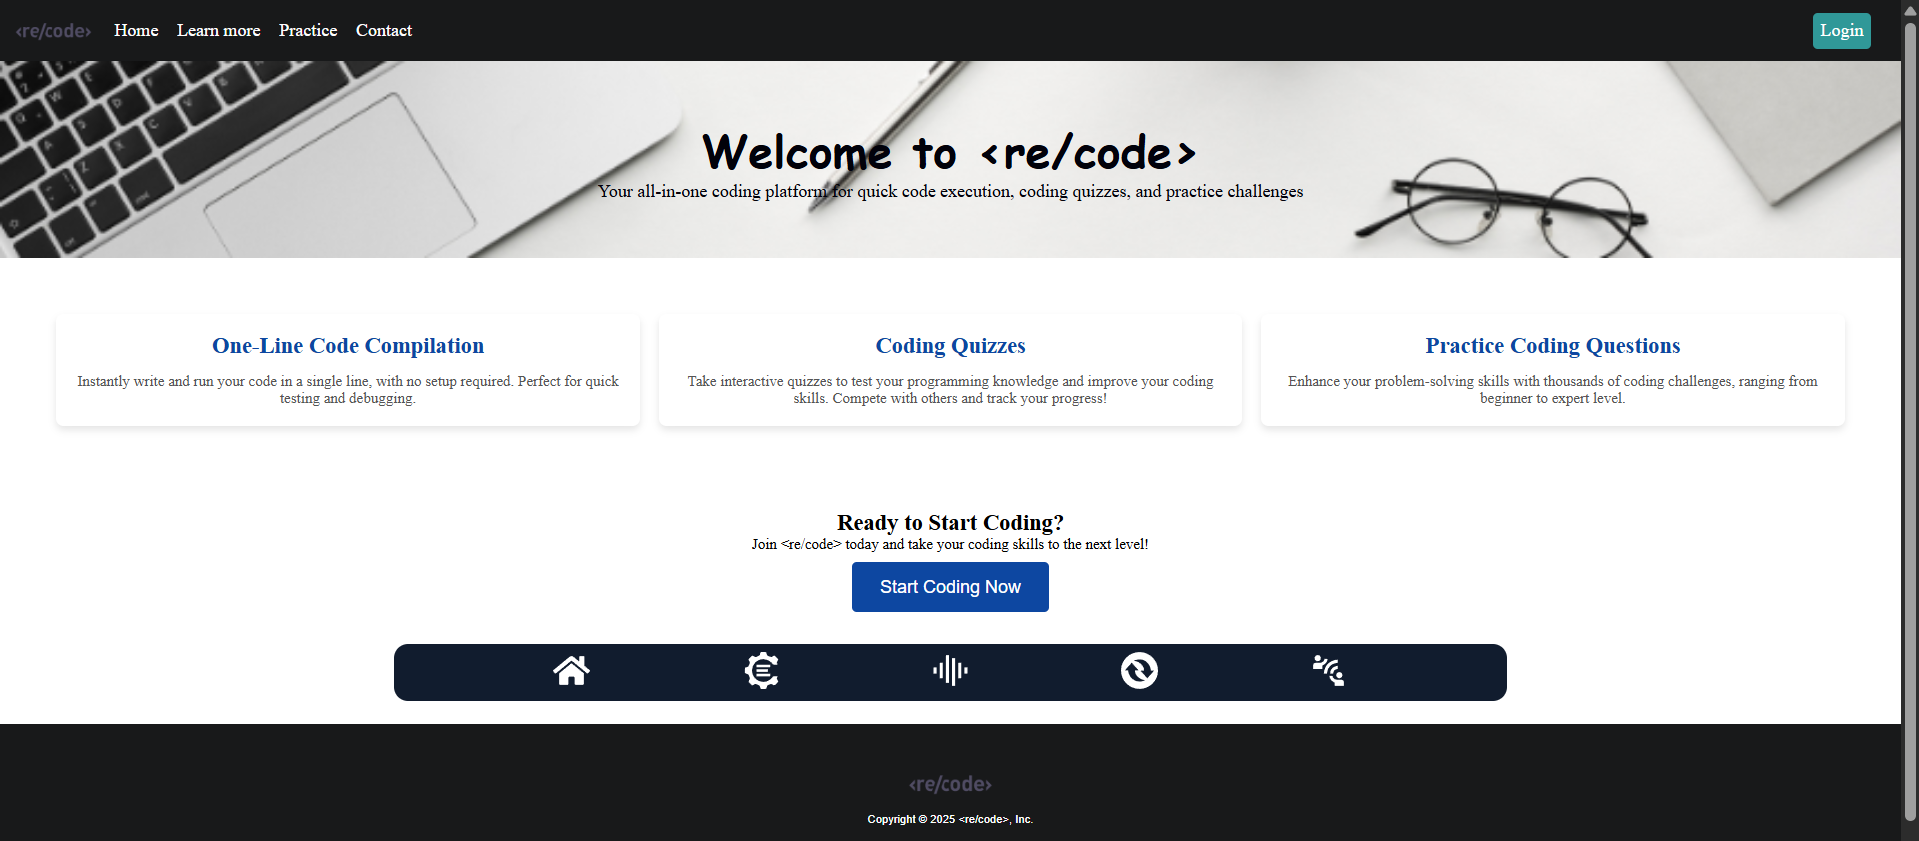 <re/code> Home Learn more Practice Contact Login
Welcome to <re/code>
Your all-in-one coding platform for quick code execution, coding quizzes, and practice challenges
One-Line Code Compilation
Instantly write and run your code in a single line, with no setup required. Perfect for quick
testing and debugging.
Coding Quizzes
Take interactive quizzes to test your programming knowledge and improve your coding
skills. Compete with others and track your progress!
Practice Coding Questions
Enhance your problem-solving skills with thousands of coding challenges, ranging from
beginner to expert level.
Ready to Start Coding?
Join <re/code> today and take your coding skills to the next level!
Start Coding Now
<re/code>
Copyright © 2025 <re/code>, Inc.